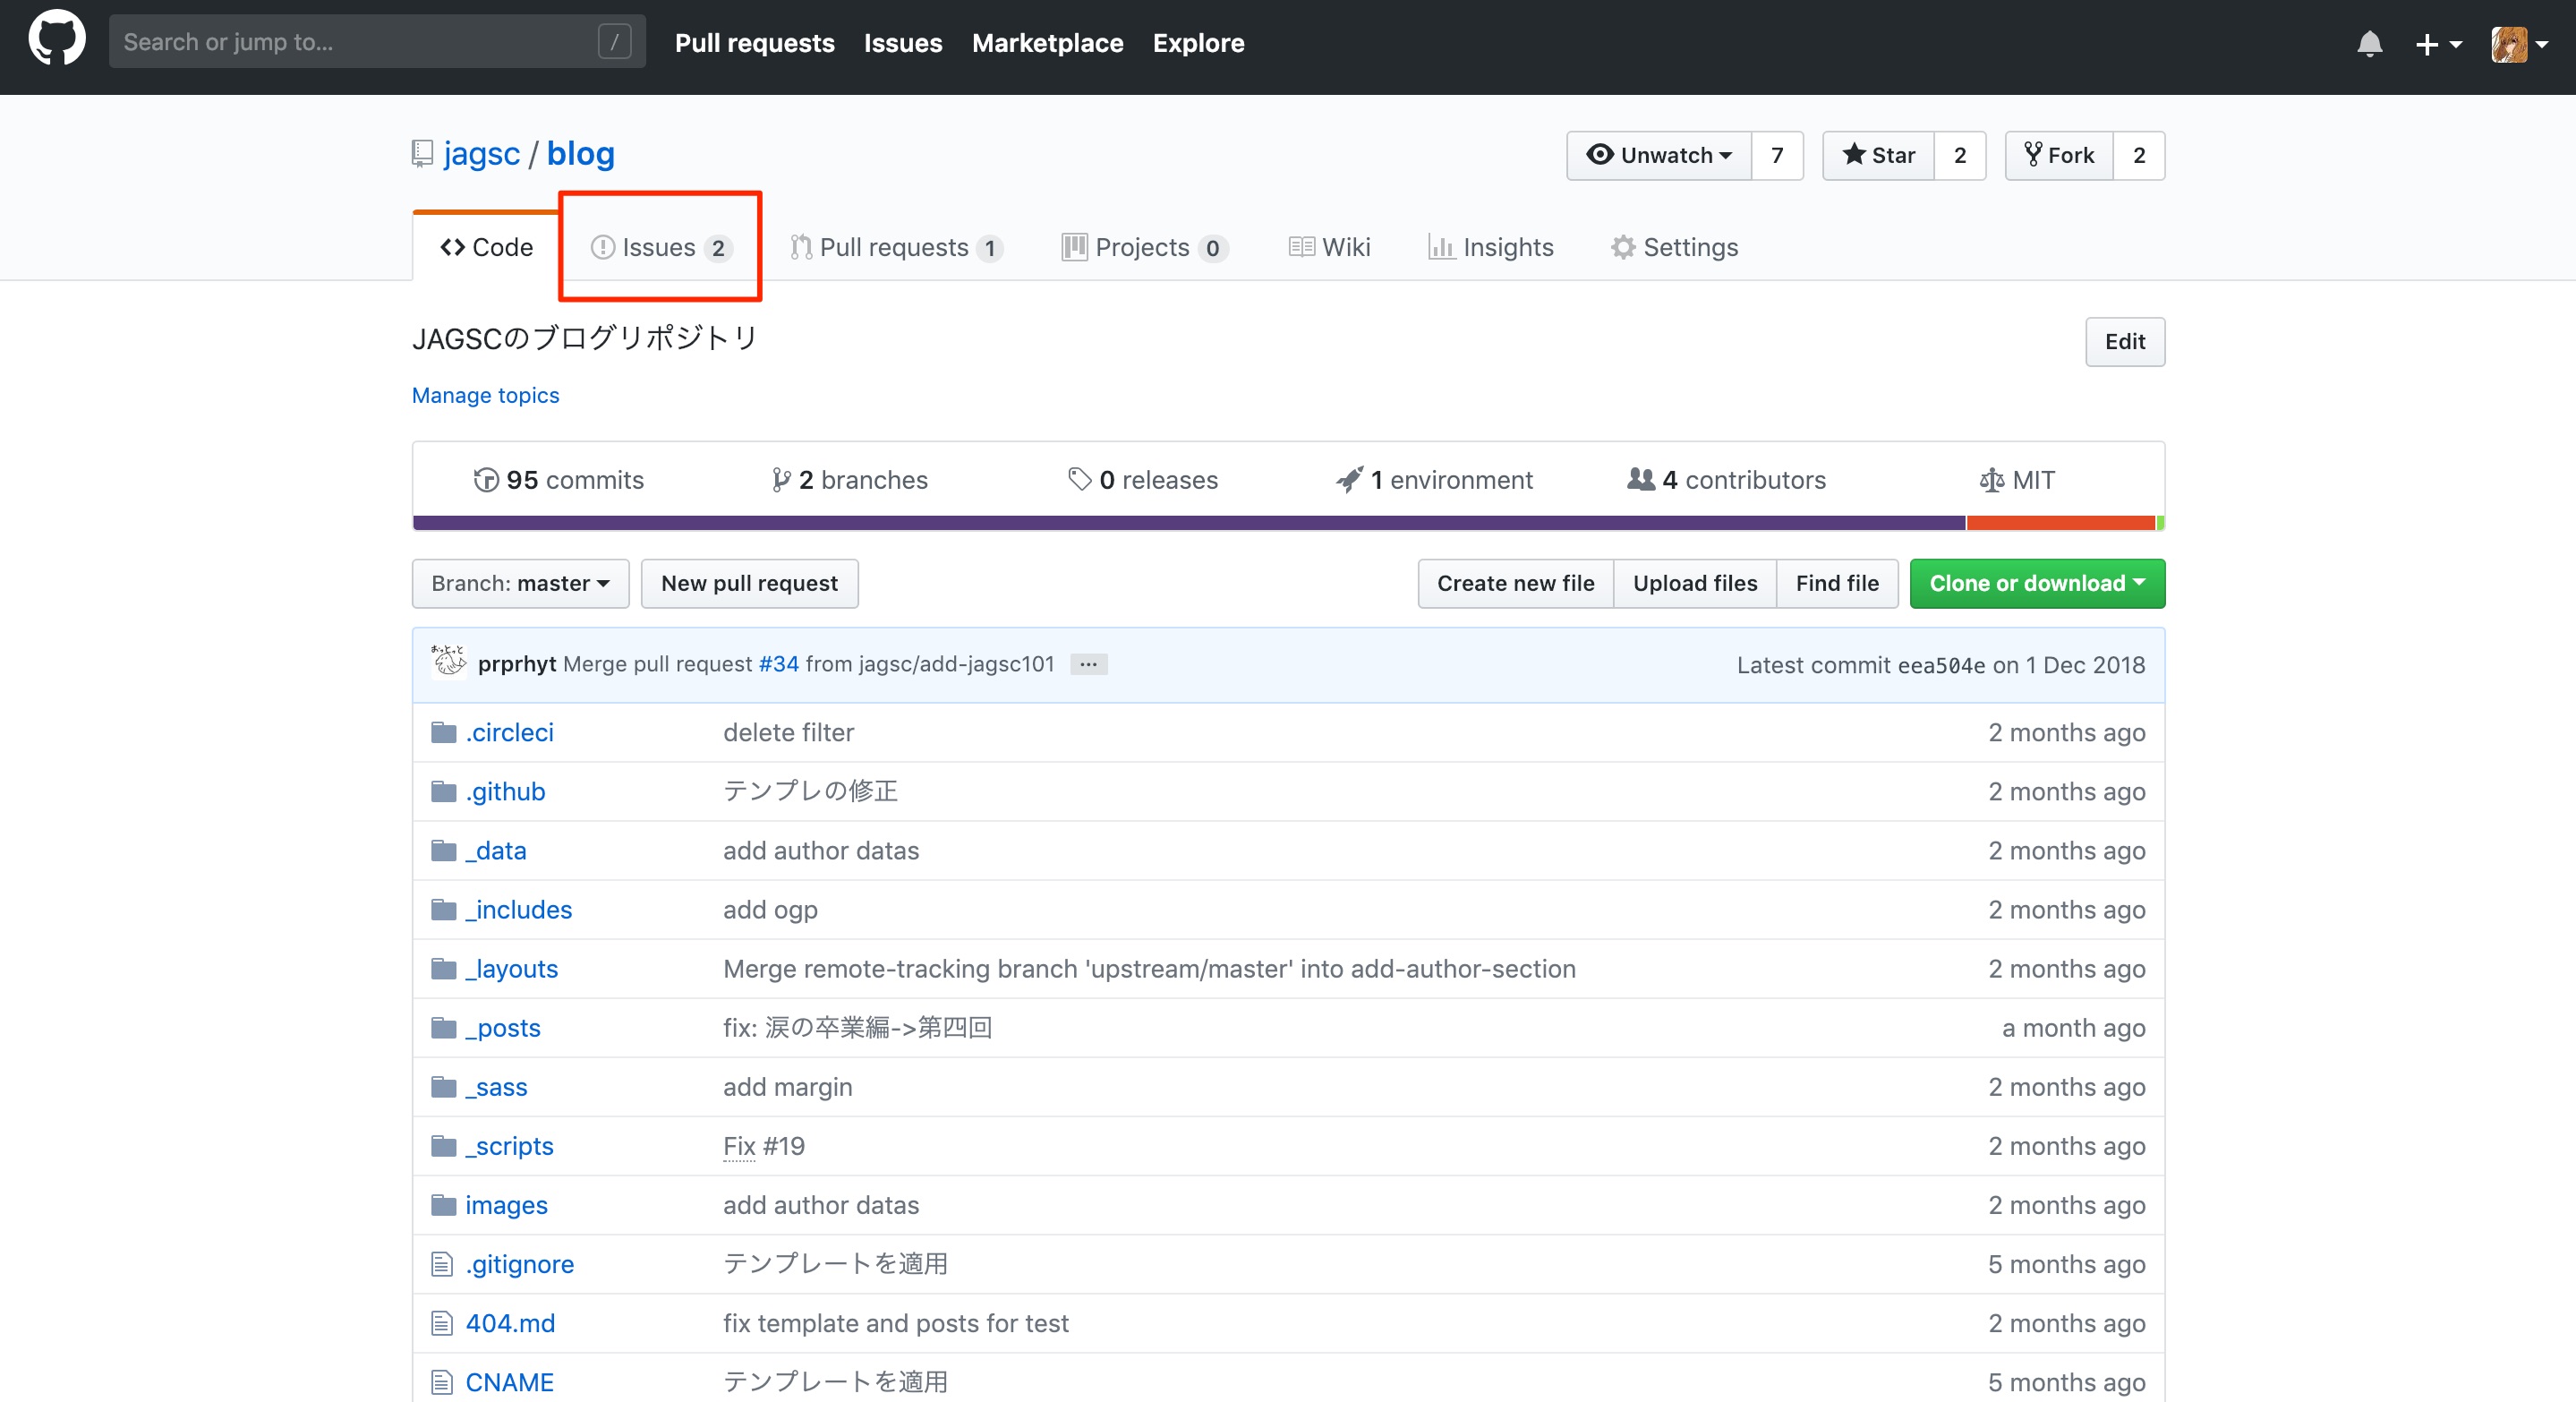 Search or jump to... / Pull requests Issues Marketplace Explore
jagsc / blog Unwatch 7 Star 2 Fork 2
Code Issues 2 Pull requests 1 Projects 0 Wiki Insights Settings
JAGSCのブログリポジトリ Edit
Manage topics
95 commits 2 branches 0 releases 1 environment 4 contributors MIT
Branch: master New pull request Create new file Upload files Find file Clone or download
prprhyt Merge pull request #34 from jagsc/add-jagsc101 ... Latest commit eea504e on 1 Dec 2018
.circleci delete filter 2 months ago
.github テンプレの修正 2 months ago
_data add author datas 2 months ago
_includes add ogp 2 months ago
_layouts Merge remote-tracking branch 'upstream/master' into add-author-section 2 months ago
_posts fix: 涙の卒業編->第四回 a month ago
_sass add margin 2 months ago
_scripts Fix #19 2 months ago
images add author datas 2 months ago
.gitignore テンプレートを適用 5 months ago
404.md fix template and posts for test 2 months ago
CNAME テンプレートを適用 5 months ago